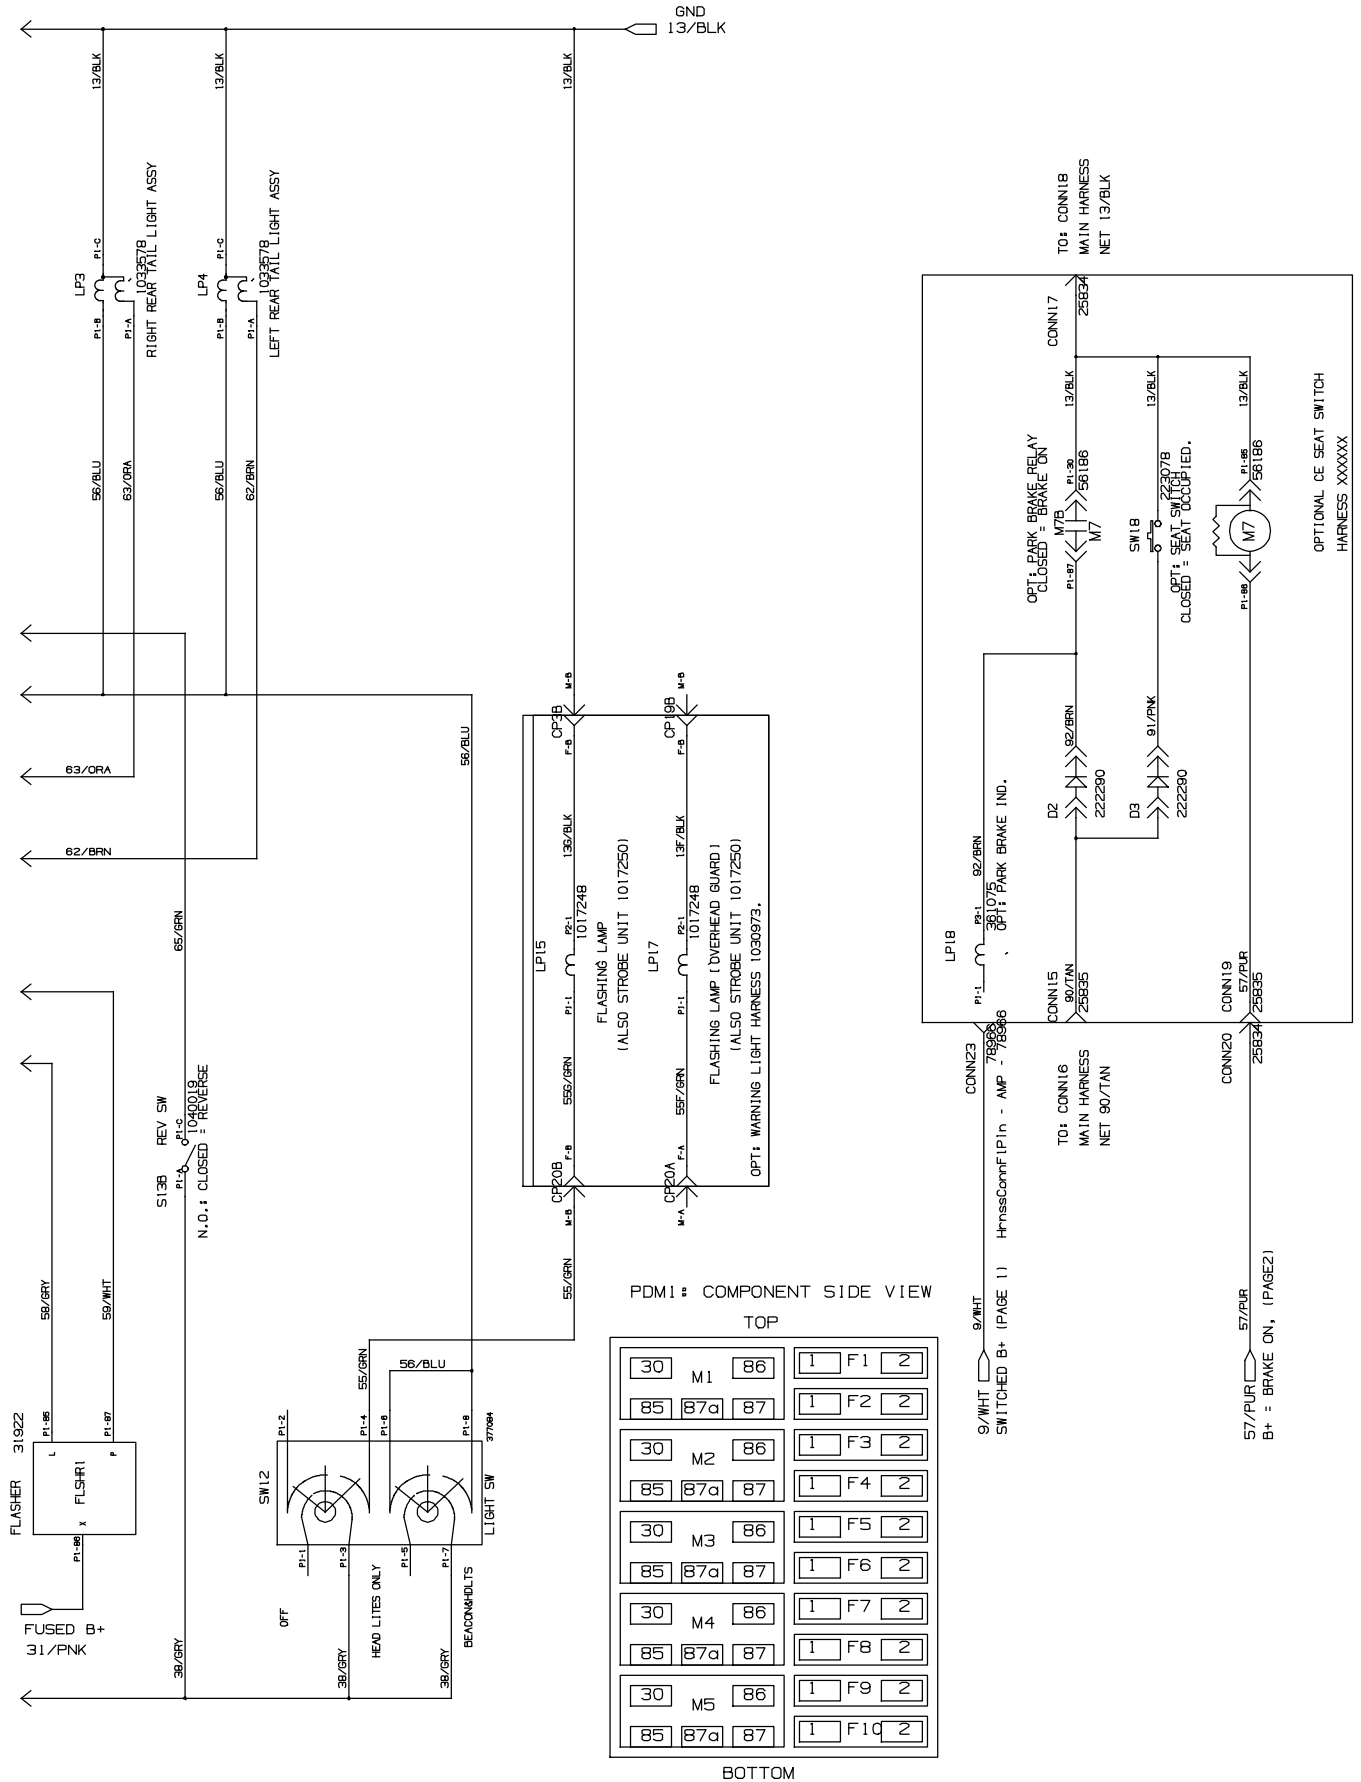 GND
13/BLK
13/BLK
13/BLK
13/BLK
LP3
P1-C
P1-B
P1-A
1033578
RIGHT REAR TAIL LIGHT ASSY
LP4
P1-C
P1-B
P1-A
1033578
LEFT REAR TAIL LIGHT ASSY
56/BLU
63/ORA
56/BLU
62/BRN
63/ORA
62/BRN
65/GRN
56/BLU
REV SW
S13B
P1-C
P1-A
1040019
N.O.: CLOSED = REVERSE
58/GRY
59/WHT
FLASHER
31922
P1-85
P1-87
L
P
FLSHR1
X
P1-86
FUSED B+
31/PNK
38/GRY
38/GRY
38/GRY
SW12
P1-2
P1-4
P1-6
P1-8
377084
LIGHT SW
P1-1
P1-3
P1-5
P1-7
OFF
HEAD LITES ONLY
BEACON&HDLTS
55/GRN
56/BLU
55/GRN
M-B
CP3B
F-B
13G/BLK
LP15
P2-1
1017248
P1-1
FLASHING LAMP
(ALSO STROBE UNIT 1017250)
55G/GRN
F-B
CP20B
M-B
M-B
CP19B
F-B
13F/BLK
LP17
P2-1
1017248
P1-1
FLASHING LAMP (OVERHEAD GUARD)
(ALSO STROBE UNIT 1017250)
55F/GRN
F-A
CP20A
M-A
OPT: WARNING LIGHT HARNESS 1030973.
TO: CONN18
MAIN HARNESS
NET 13/BLK
CONN17
25834
13/BLK
13/BLK
13/BLK
OPT: PARK BRAKE RELAY
CLOSED = BRAKE ON
P1-30
56186
M7B
M7
P1-87
SW18
223078
OPT: SEAT SWITCH
CLOSED = SEAT OCCUPIED.
P1-85
56186
M7
P1-86
OPTIONAL CE SEAT SWITCH
HARNESS XXXXXX
92/BRN
91/PNK
D2
222290
D3
222290
92/BRN
LP18
P3-1
361075
OPT: PARK BRAKE IND.
P1-1
CONN15
90/TAN
25835
CONN19
57/PUR
25835
CONN23
78966
HrnssConnFlPin - AMP - 78966
CONN20
25834
TO: CONN16
MAIN HARNESS
NET 90/TAN
9/WHT
9/WHT
SWITCHED B+ (PAGE 1)
57/PUR
57/PUR
B+ = BRAKE ON, (PAGE2)
PDM1: COMPONENT SIDE VIEW
TOP
30 M1 86 1 F1 2
85 87a 87 1 F2 2
30 M2 86 1 F3 2
85 87a 87 1 F4 2
30 M3 86 1 F5 2
85 87a 87 1 F6 2
30 M4 86 1 F7 2
85 87a 87 1 F8 2
30 M5 86 1 F9 2
85 87a 87 1 F10 2
BOTTOM